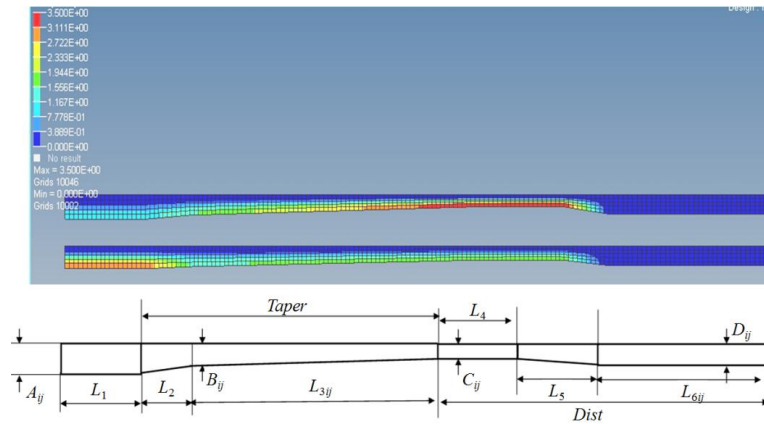 Design :
3.500E+00
3.111E+00
2.722E+00
2.333E+00
1.944E+00
1.556E+00
1.167E+00
7.778E-01
3.889E-01
0.000E+00
No result
Max = 3.500E+00
Grids 10046
Min = 0.000E+00
Grids 10002
Taper
L4
Dij
Aij
L1
L2
Bij
L3ij
Cij
L5
L6ij
Dist